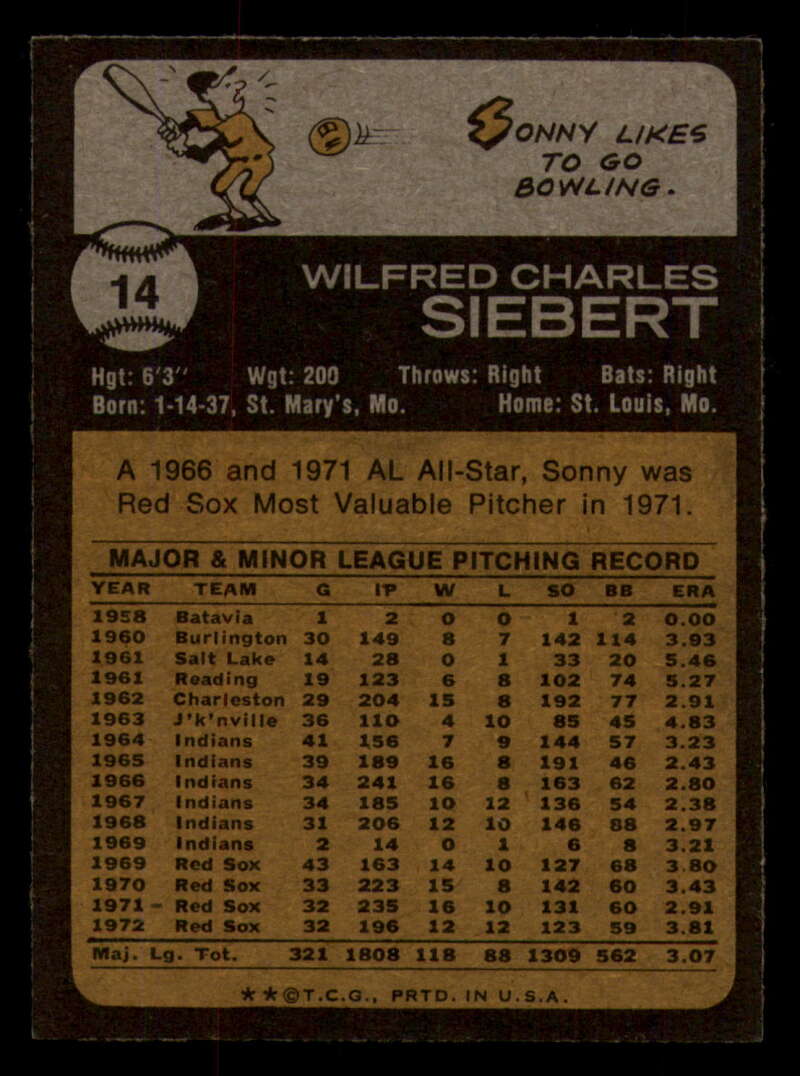 SONNY LIKES
TO GO
BOWLING.
14
WILFRED CHARLES
SIEBERT
Hgt: 6'3" Wgt: 200 Throws: Right Bats: Right
Born: 1-14-37, St. Mary's, Mo. Home: St. Louis, Mo.
A 1966 and 1971 AL All-Star, Sonny was
Red Sox Most Valuable Pitcher in 1971.
MAJOR & MINOR LEAGUE PITCHING RECORD
YEAR TEAM G IP W L SO BB ERA
1958 Batavia 1 2 0 0 1 2 0.00
1960 Burlington 30 149 8 7 142 114 3.93
1961 Salt Lake 14 28 0 1 33 20 5.46
1961 Reading 19 123 6 8 102 74 5.27
1962 Charleston 29 204 15 8 192 77 2.91
1963 J'k'nville 36 110 4 10 85 45 4.83
1964 Indians 41 156 7 9 144 57 3.23
1965 Indians 39 189 16 8 191 46 2.43
1966 Indians 34 241 16 8 163 62 2.80
1967 Indians 34 185 10 12 136 54 2.38
1968 Indians 31 206 12 10 146 88 2.97
1969 Indians 2 14 0 1 6 8 3.21
1969 Red Sox 43 163 14 10 127 68 3.80
1970 Red Sox 33 223 15 8 142 60 3.43
1971 Red Sox 32 235 16 10 131 60 2.91
1972 Red Sox 32 196 12 12 123 59 3.81
Maj. Lg. Tot. 321 1808 118 88 1309 562 3.07
**©T.C.G., PRTD. IN U.S.A.